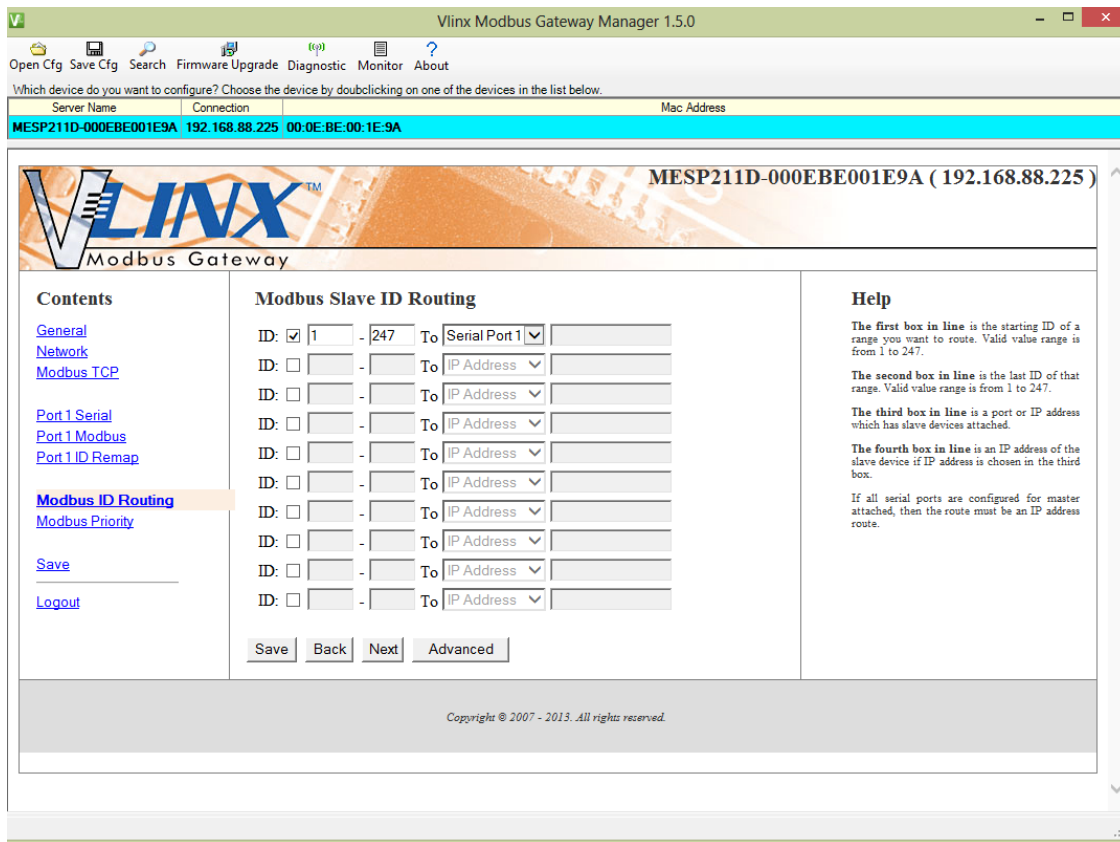 Vlinx Modbus Gateway Manager 1.5.0
Open Cfg Save Cfg Search Firmware Upgrade Diagnostic Monitor About
Which device do you want to configure? Choose the device by doubclicking on one of the devices in the list below.
Server Name Connection Mac Address
MESP211D-000EBE001E9A 192.168.88.225 00:0E:BE:00:1E:9A
MESP211D-000EBE001E9A ( 192.168.88.225 )
VLINX TM
Modbus Gateway
Contents
General
Network
Modbus TCP
Port 1 Serial
Port 1 Modbus
Port 1 ID Remap
Modbus ID Routing
Modbus Priority
Save
Logout
Modbus Slave ID Routing
ID: 1 - 247 To Serial Port 1
ID: - To IP Address
ID: - To IP Address
ID: - To IP Address
ID: - To IP Address
ID: - To IP Address
ID: - To IP Address
ID: - To IP Address
ID: - To IP Address
ID: - To IP Address
Save Back Next Advanced
Help
The first box in line is the starting ID of a
range you want to route. Valid value range is
from 1 to 247.
The second box in line is the last ID of that
range. Valid value range is from 1 to 247.
The third box in line is a port or IP address
which has slave devices attached.
The fourth box in line is an IP address of the
slave device if IP address is chosen in the third
box.
If all serial ports are configured for master
attached, then the route must be an IP address
route.
Copyright © 2007 - 2013. All rights reserved.